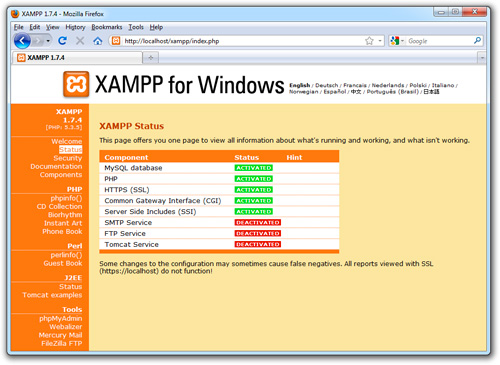 XAMPP 1.7.4 - Mozilla Firefox
File Edit View History Bookmarks Tools Help
http://localhost/xampp/index.php
Google
XAMPP 1.7.4
XAMPP for Windows
English / Deutsch / Francais / Nederlands / Polski / Italiano /
Norwegian / Español / 中文 / Português (Brasil) / 日本語
XAMPP
1.7.4
[PHP: 5.3.5]
Welcome
Status
Security
Documentation
Components
PHP
phpinfo()
CD Collection
Biorhythm
Instant Art
Phone Book
Perl
perlinfo()
Guest Book
J2EE
Status
Tomcat examples
Tools
phpMyAdmin
Webalizer
Mercury Mail
FileZilla FTP
XAMPP Status
This page offers you one page to view all information about what's running and working, and what isn't working.
Component Status Hint
MySQL database ACTIVATED
PHP ACTIVATED
HTTPS (SSL) ACTIVATED
Common Gateway Interface (CGI) ACTIVATED
Server Side Includes (SSI) ACTIVATED
SMTP Service DEACTIVATED
FTP Service DEACTIVATED
Tomcat Service DEACTIVATED
Some changes to the configuration may sometimes cause false negatives. All reports viewed with SSL
(https://localhost) do not function!